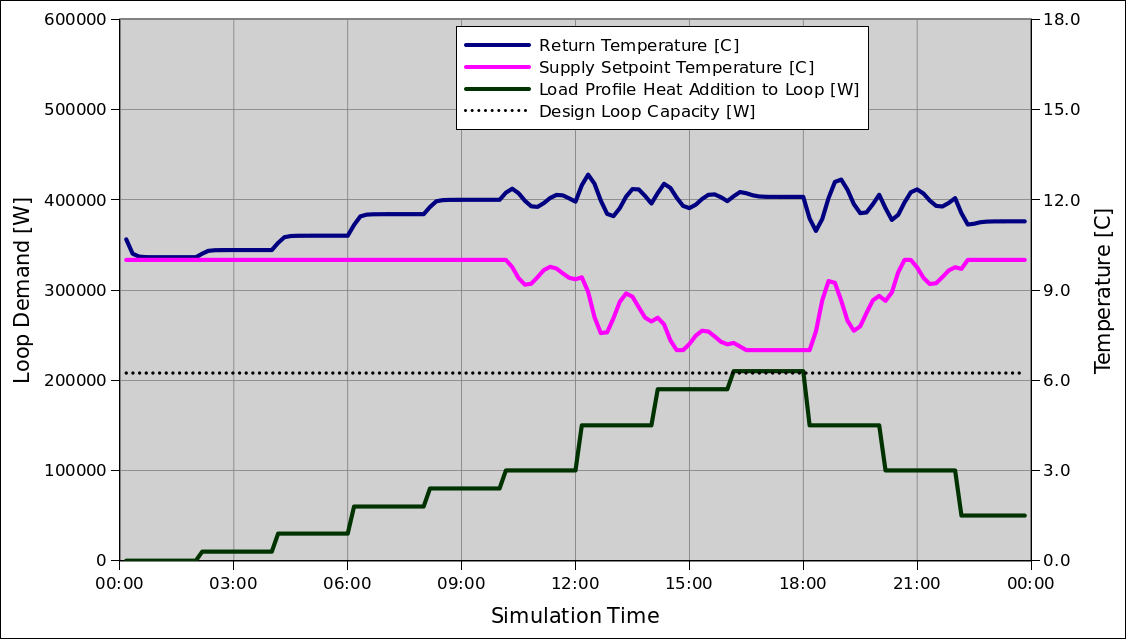 600000
18.0
Return Temperature [C]
Supply Setpoint Temperature [C]
Load Profile Heat Addition to Loop [W]
Design Loop Capacity [W]
500000
15.0
400000
12.0
Loop Demand [W]
Temperature [C]
300000
9.0
200000
6.0
100000
3.0
0
0.0
00:00 03:00 06:00 09:00 12:00 15:00 18:00 21:00 00:00
Simulation Time